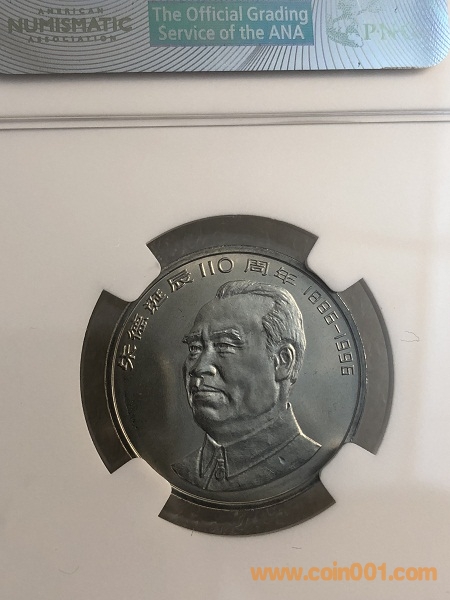 AMERICAN
NUMISMATIC
ASSOCIATION
The Official Grading
Service of the ANA
PNG
朱德诞辰110周年 1886-1996
www.coin001.com